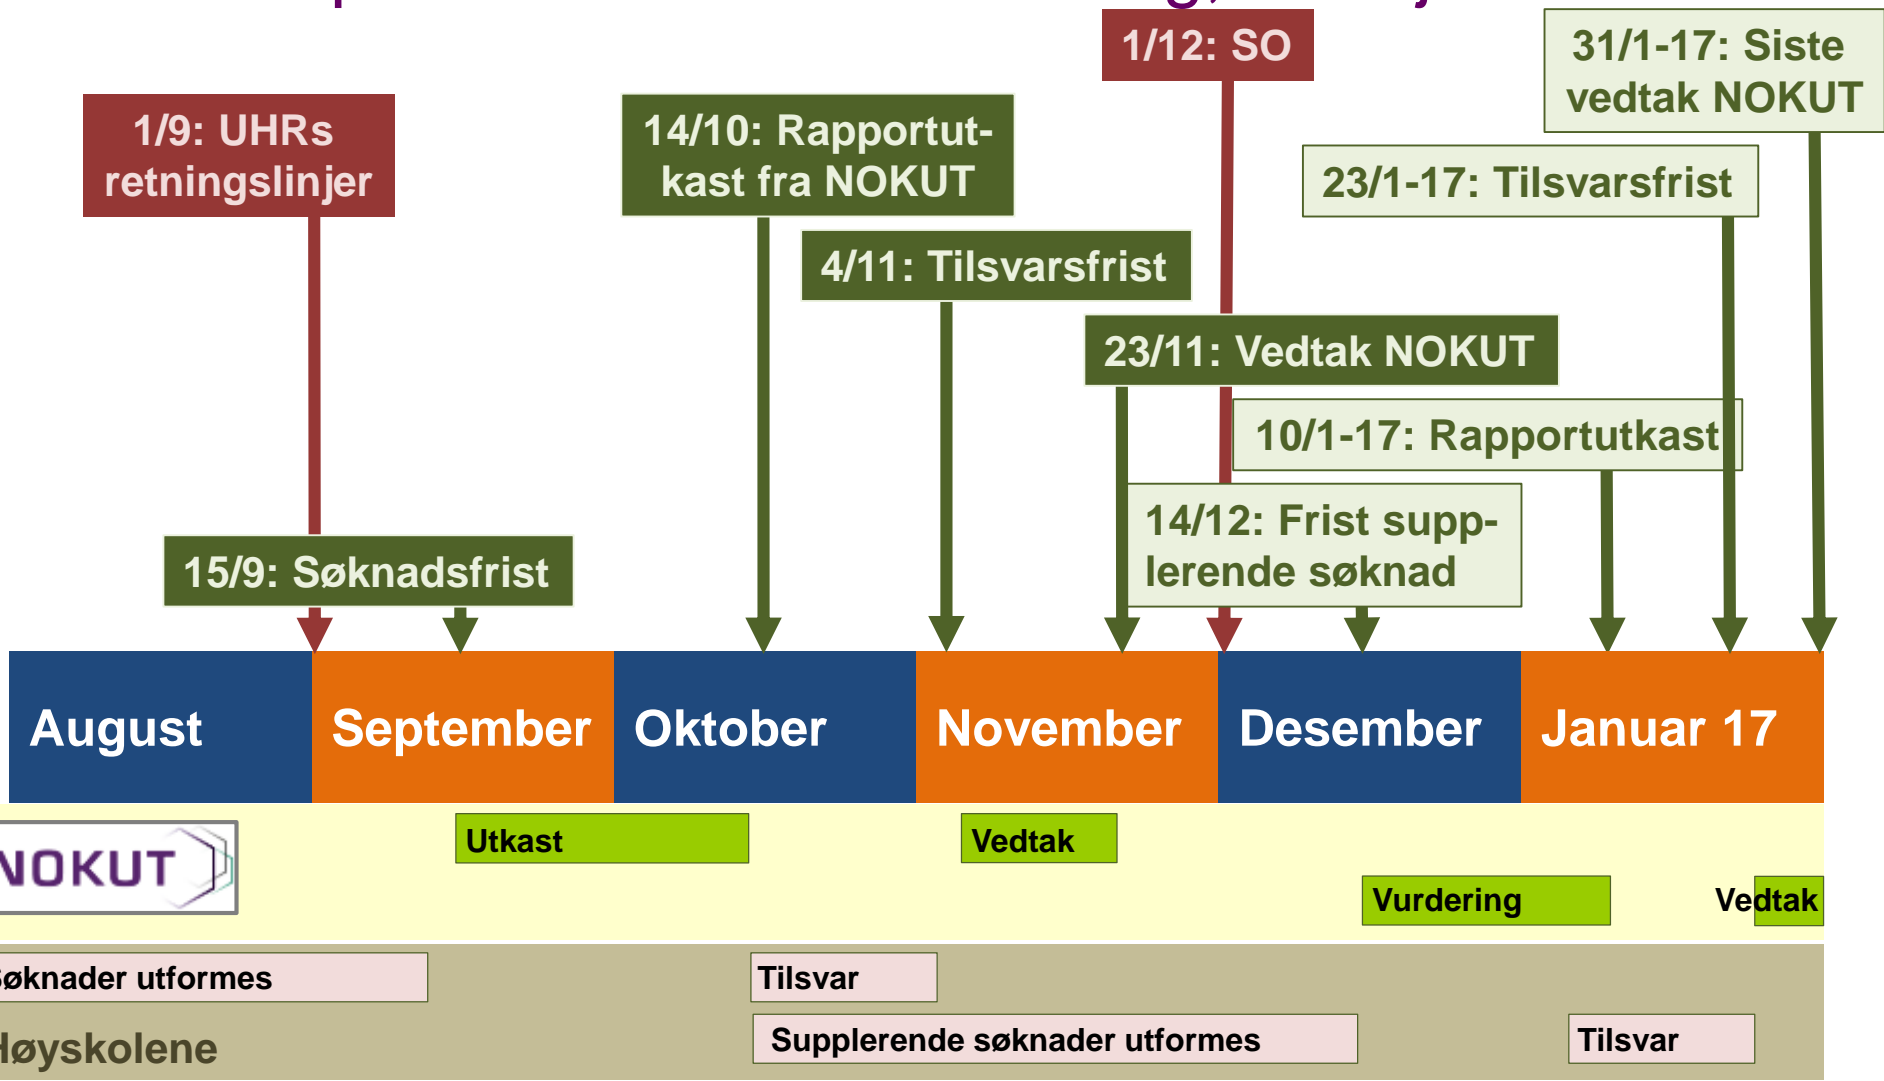 1/12: SO
31/1-17: Siste
vedtak NOKUT
1/9: UHRs
retningslinjer
14/10: Rapportut-
kast fra NOKUT
23/1-17: Tilsvarsfrist
4/11: Tilsvarsfrist
23/11: Vedtak NOKUT
10/1-17: Rapportutkast
14/12: Frist supp-
lerende søknad
15/9: Søknadsfrist
August
September
Oktober
November
Desember
Januar 17
NOKUT
Utkast
Vedtak
Vurdering
Vedtak
Søknader utformes
Tilsvar
Høyskolene
Supplerende søknader utformes
Tilsvar